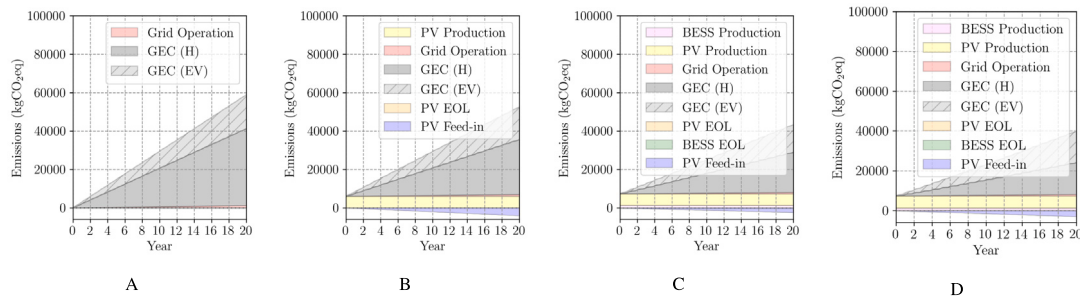 100000
80000
60000
40000
20000
0
Emissions (kgCO₂eq)
Grid Operation
GEC (H)
GEC (EV)
0 2 4 6 8 10 12 14 16 18 20
Year
A
100000
80000
60000
40000
20000
0
Emissions (kgCO₂eq)
PV Production
Grid Operation
GEC (H)
GEC (EV)
PV EOL
PV Feed-in
0 2 4 6 8 10 12 14 16 18 20
Year
B
100000
80000
60000
40000
20000
0
Emissions (kgCO₂eq)
BESS Production
PV Production
Grid Operation
GEC (H)
GEC (EV)
PV EOL
BESS EOL
PV Feed-in
0 2 4 6 8 10 12 14 16 18 20
Year
C
100000
80000
60000
40000
20000
0
Emissions (kgCO₂eq)
BESS Production
PV Production
Grid Operation
GEC (H)
GEC (EV)
PV EOL
BESS EOL
PV Feed-in
0 2 4 6 8 10 12 14 16 18 20
Year
D